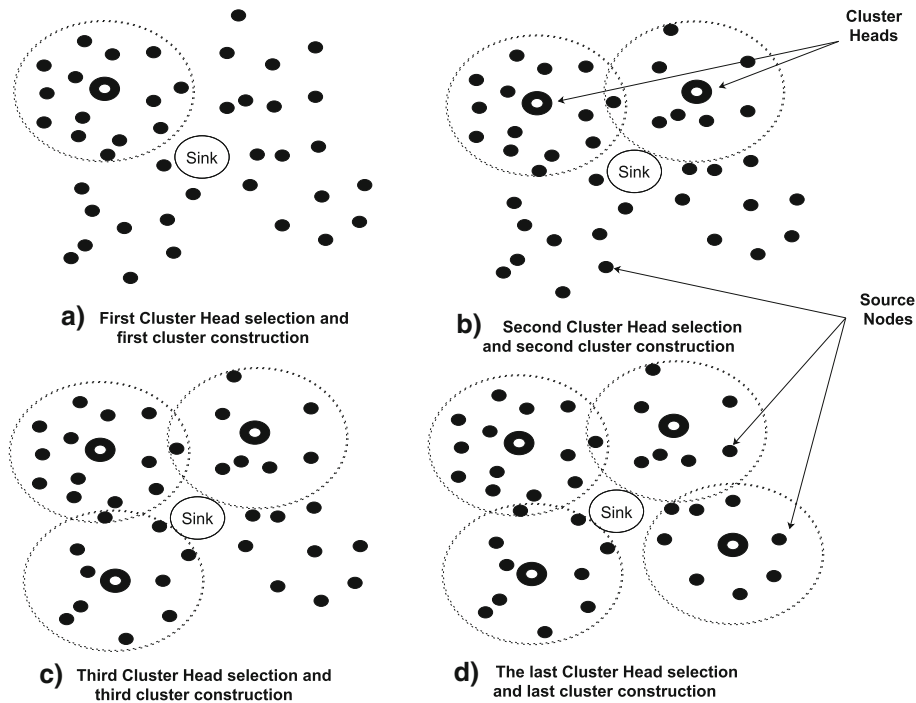 Cluster
Heads
Sink
Sink
a) First Cluster Head selection and
first cluster construction
b) Second Cluster Head selection
and second cluster construction
Source
Nodes
Sink
Sink
c) Third Cluster Head selection and
third cluster construction
d) The last Cluster Head selection
and last cluster construction